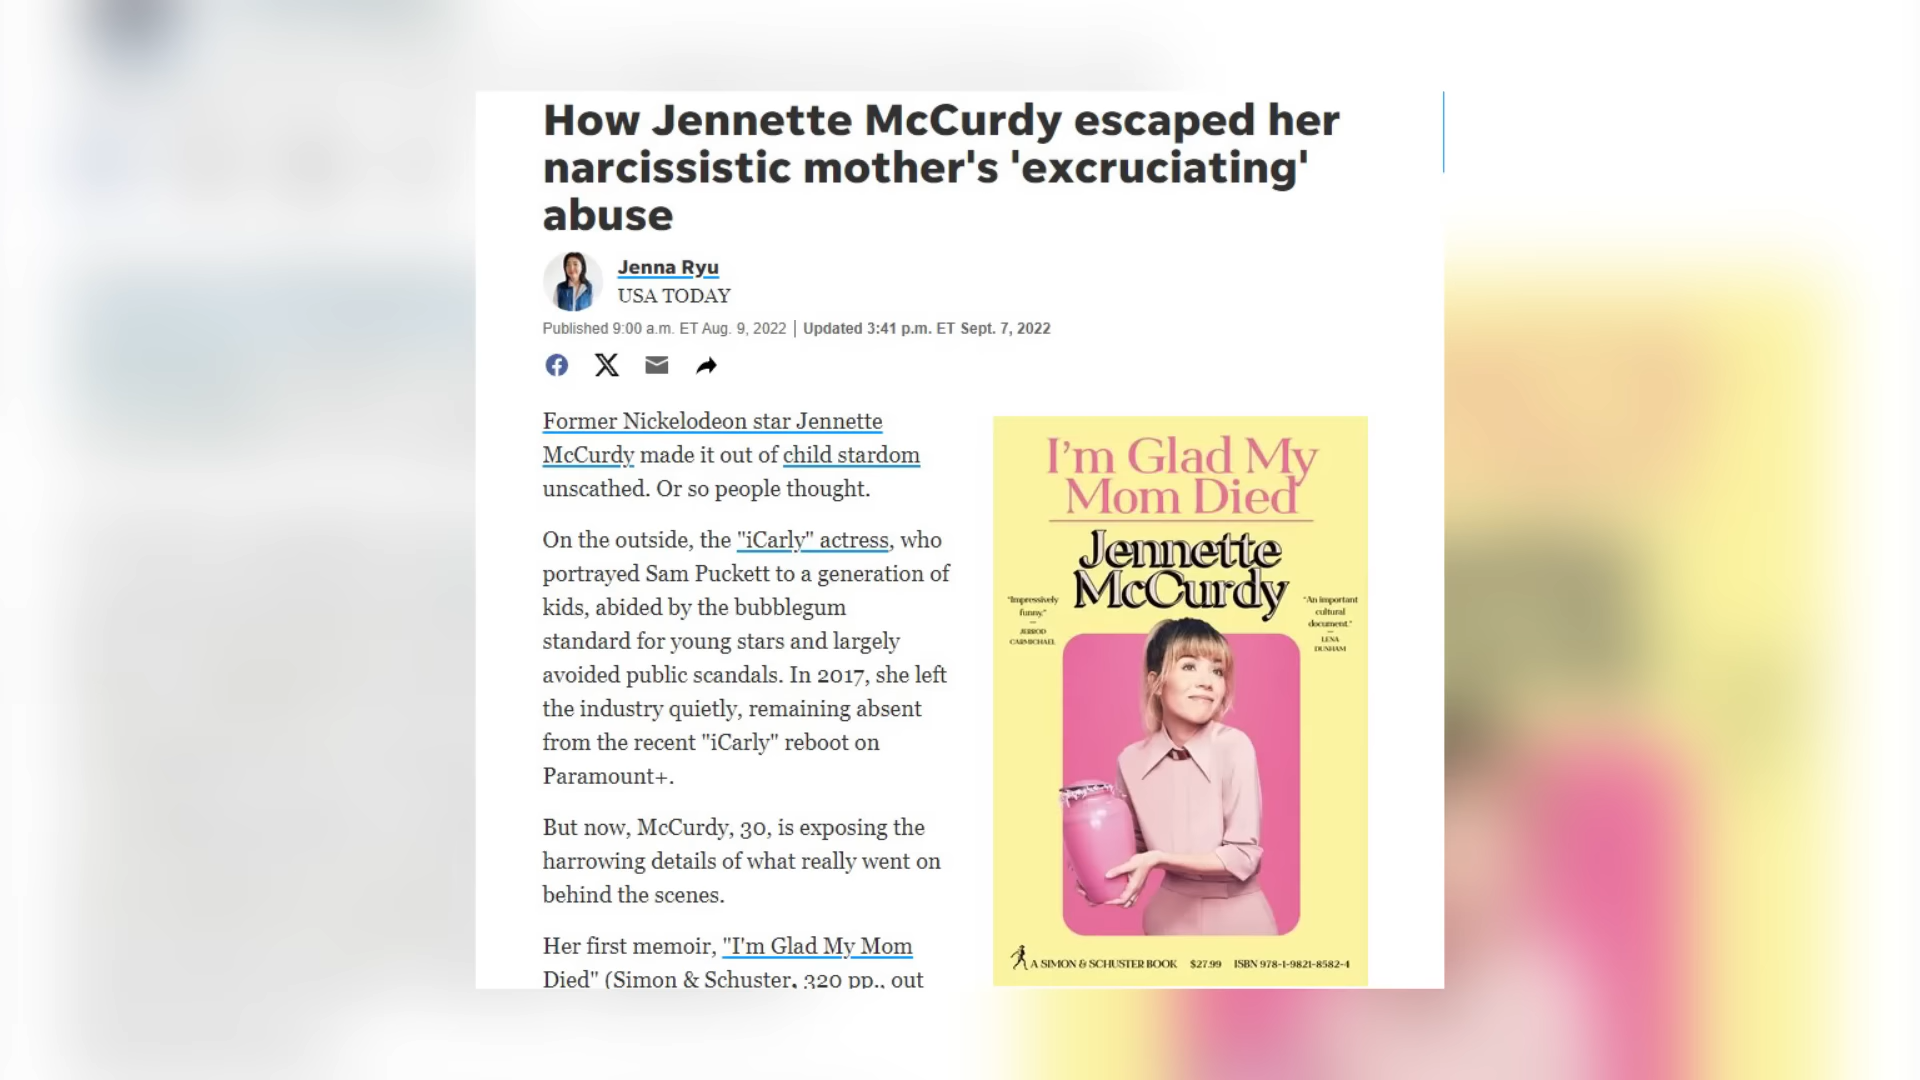 How Jennette McCurdy escaped her
narcissistic mother's 'excruciating'
abuse
Jenna Ryu
USA TODAY
Published 9:00 a.m. ET Aug. 9, 2022 | Updated 3:41 p.m. ET Sept. 7, 2022
Former Nickelodeon star Jennette
McCurdy made it out of child stardom
unscathed. Or so people thought.
On the outside, the "iCarly" actress, who
portrayed Sam Puckett to a generation of
kids, abided by the bubblegum
standard for young stars and largely
avoided public scandals. In 2017, she left
the industry quietly, remaining absent
from the recent "iCarly" reboot on
Paramount+.
But now, McCurdy, 30, is exposing the
harrowing details of what really went on
behind the scenes.
Her first memoir, "I'm Glad My Mom
Died" (Simon & Schuster, 320 pp., out
I'm Glad My
Mom Died
Jennette
McCurdy
"Impressively
funny."
—
JERROD
CARMICHAEL
"An important
cultural
document."
—
LENA
DUNHAM
A SIMON & SCHUSTER BOOK $27.99 ISBN 978-1-9821-8582-4